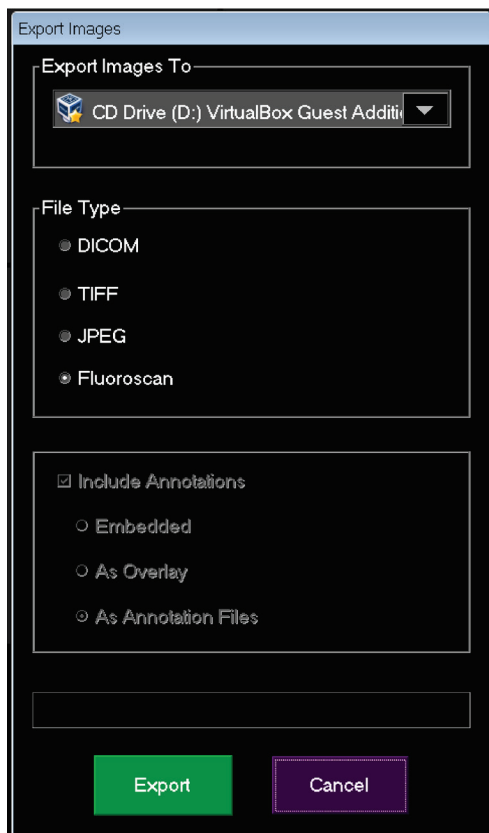 Export Images
Export Images To
CD Drive (D:) VirtualBox Guest Additi
File Type
DICOM
TIFF
JPEG
Fluoroscan
Include Annotations
Embedded
As Overlay
As Annotation Files
Export
Cancel